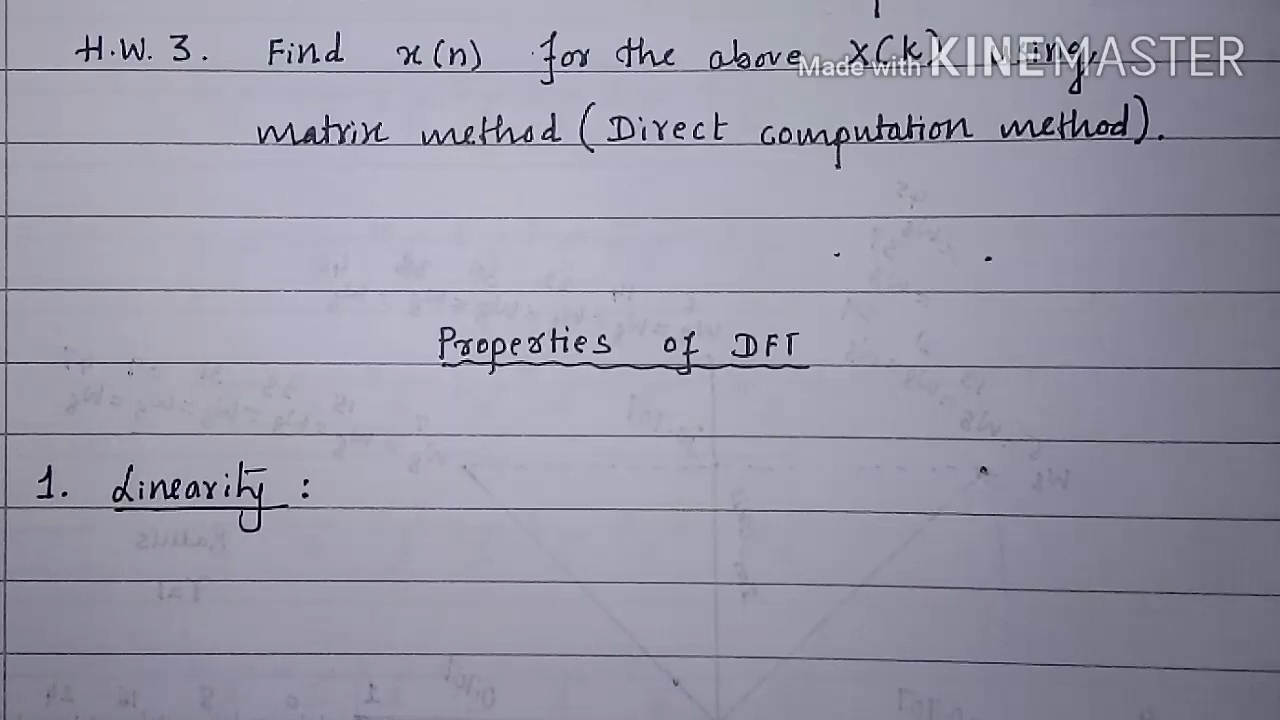 H.W. 3. Find x(n) for the above X(k) using
matrix method (Direct computation method).
Made with KINEMASTER
Properties of DFT
1. Linearity :